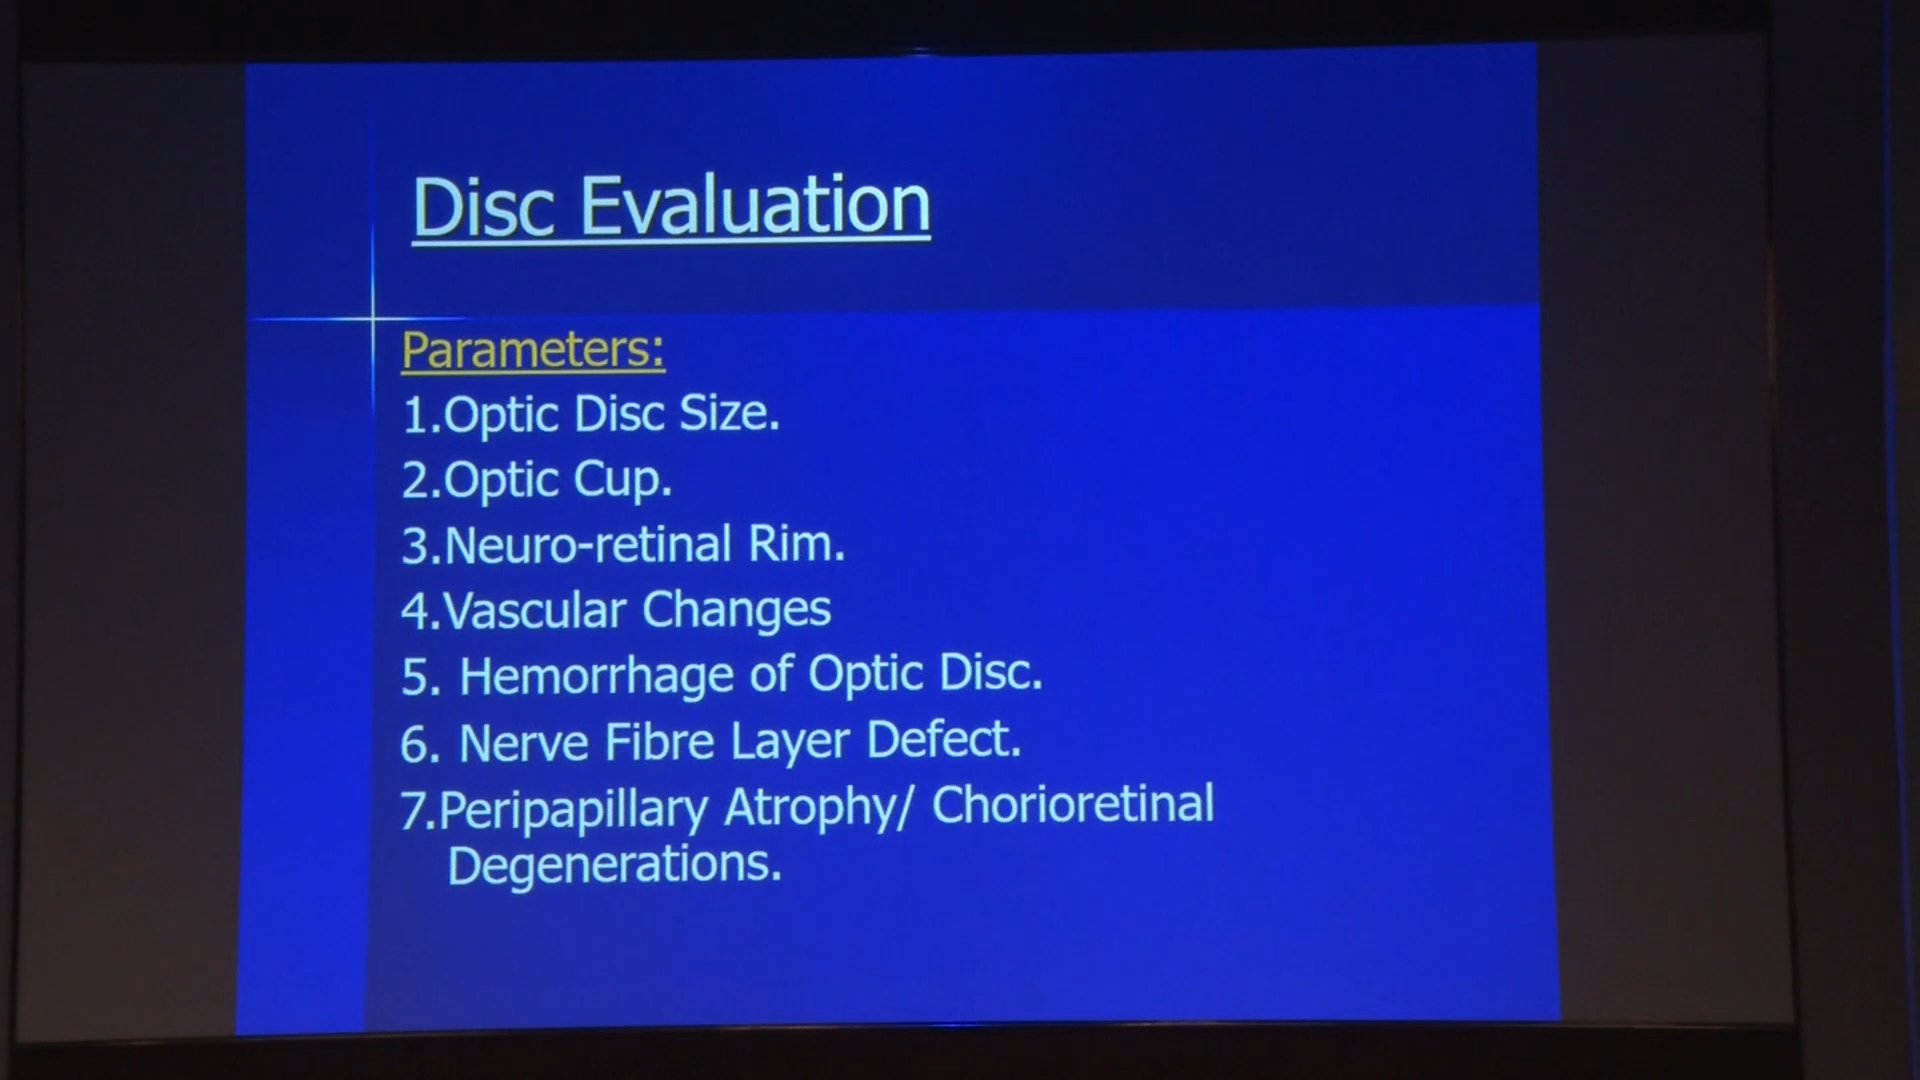 Disc Evaluation
Parameters:
1.Optic Disc Size.
2.Optic Cup.
3.Neuro-retinal Rim.
4.Vascular Changes
5. Hemorrhage of Optic Disc.
6. Nerve Fibre Layer Defect.
7.Peripapillary Atrophy/ Chorioretinal
Degenerations.